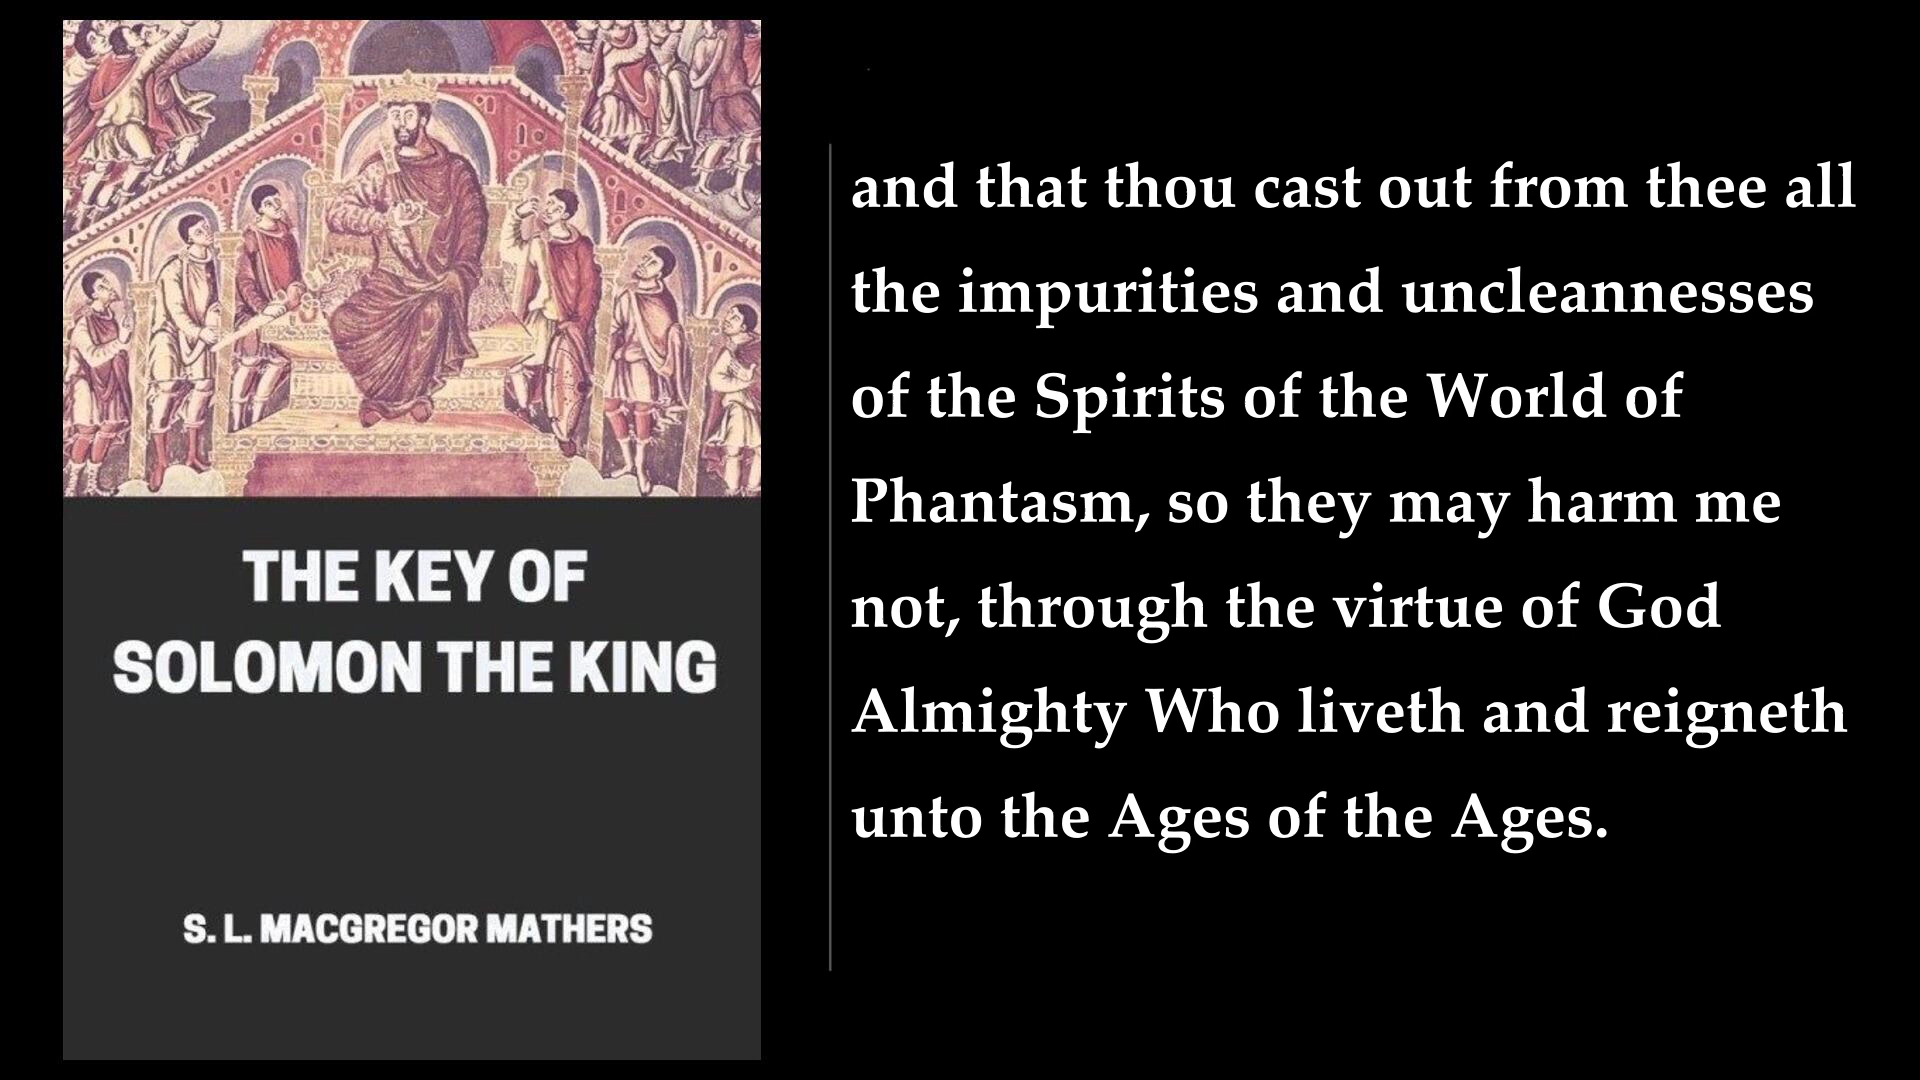 THE KEY OF
SOLOMON THE KING
S. L. MACGREGOR MATHERS
and that thou cast out from thee all
the impurities and uncleannesses
of the Spirits of the World of
Phantasm, so they may harm me
not, through the virtue of God
Almighty Who liveth and reigneth
unto the Ages of the Ages.